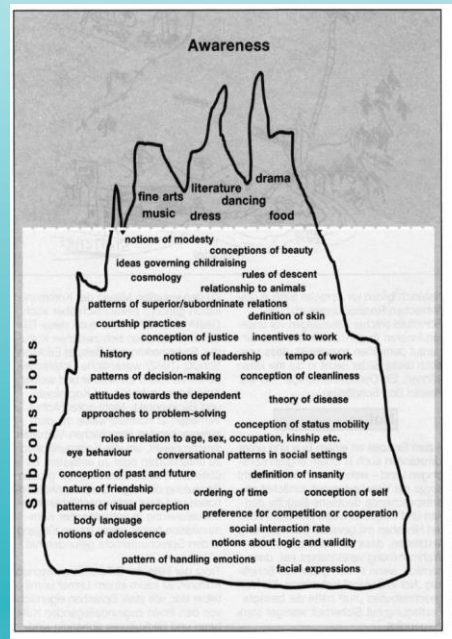 Awareness
drama
literature
fine arts
dancing
music
dress
food
notions of modesty
conceptions of beauty
ideas governing childraising
cosmology
rules of descent
relationship to animals
patterns of superior/subordninate relations
definition of skin
courtship practices
conception of justice
incentives to work
history
notions of leadership
tempo of work
patterns of decision-making
conception of cleanliness
attitudes towards the dependent
theory of disease
approaches to problem-solving
conception of status mobility
roles inrelation to age, sex, occupation, kinship etc.
eye behaviour
conversational patterns in social settings
conception of past and future
definition of insanity
nature of friendship
ordering of time
conception of self
patterns of visual perception
preference for competition or cooperation
body language
social interaction rate
notions of adolescence
notions about logic and validity
pattern of handling emotions
facial expressions
Subconscious